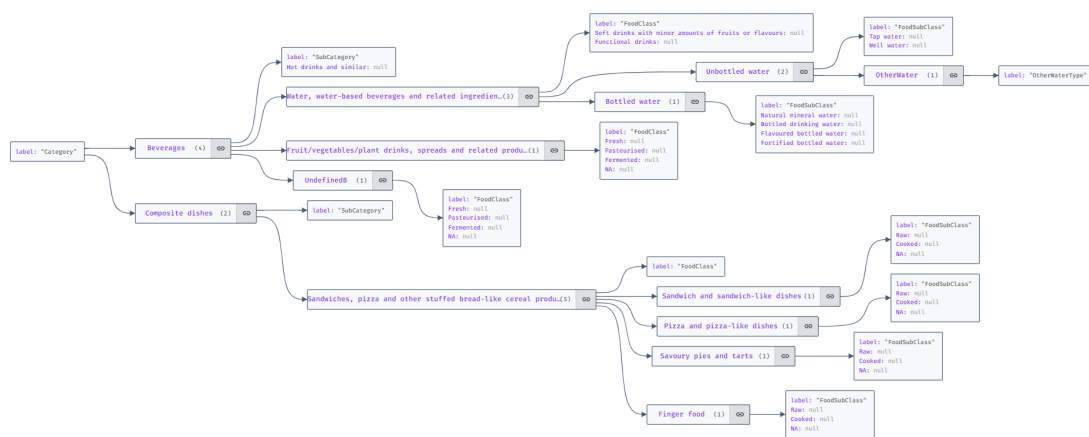 label: "Category"
Beverages (4)
label: "SubCategory"
Hot drinks and similar: null
Water, water-based beverages and related ingredien…(3)
label: "FoodClass"
Soft drinks with minor amounts of fruits or flavours: null
Functional drinks: null
Unbottled water (2)
label: "FoodSubClass"
Tap water: null
Well water: null
OtherWater (1)
label: "OtherWaterType"
Bottled water (1)
label: "FoodSubClass"
Natural mineral water: null
Bottled drinking water: null
Flavoured bottled water: null
Fortified bottled water: null
Fruit/vegetables/plant drinks, spreads and related produ…(1)
label: "FoodClass"
Fresh: null
Pasteurised: null
Fermented: null
NA: null
UndefinedB (1)
label: "FoodClass"
Fresh: null
Pasteurised: null
Fermented: null
NA: null
Composite dishes (2)
label: "SubCategory"
Sandwiches, pizza and other stuffed bread-like cereal produ…(5)
label: "FoodClass"
Sandwich and sandwich-like dishes (1)
label: "FoodSubClass"
Raw: null
Cooked: null
NA: null
Pizza and pizza-like dishes (1)
label: "FoodSubClass"
Raw: null
Cooked: null
NA: null
Savoury pies and tarts (1)
label: "FoodSubClass"
Raw: null
Cooked: null
NA: null
Finger food (1)
label: "FoodSubClass"
Raw: null
Cooked: null
NA: null